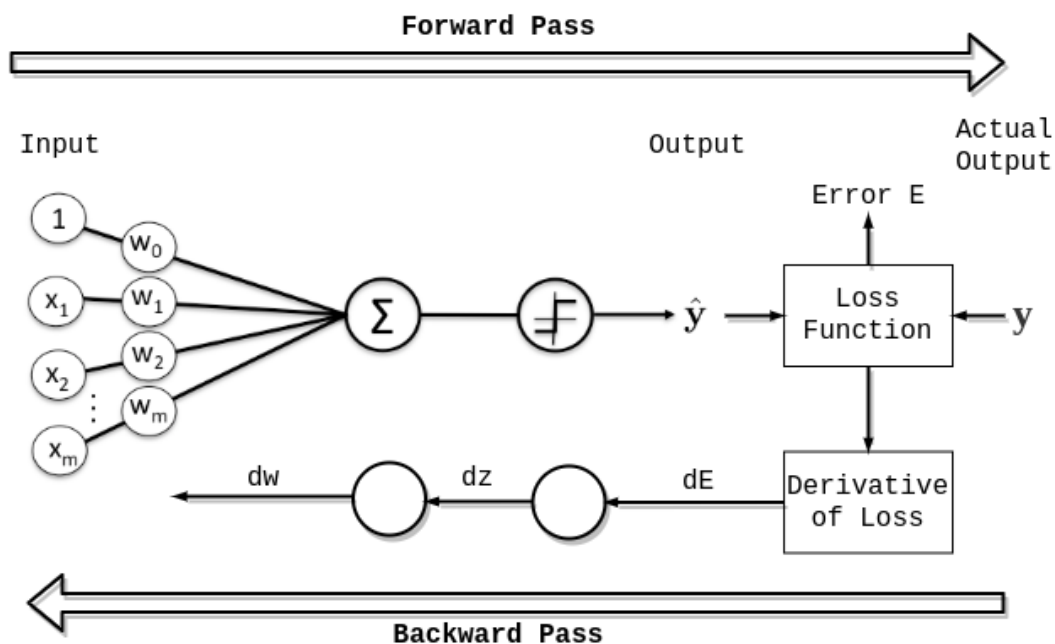 Forward Pass
Input
Output
Actual
Output
Error E
1
w0
x1
w1
x2
w2
⋮
wm
xm
Σ
ŷ
Loss
Function
y
dw
dz
dE
Derivative
of Loss
Backward Pass